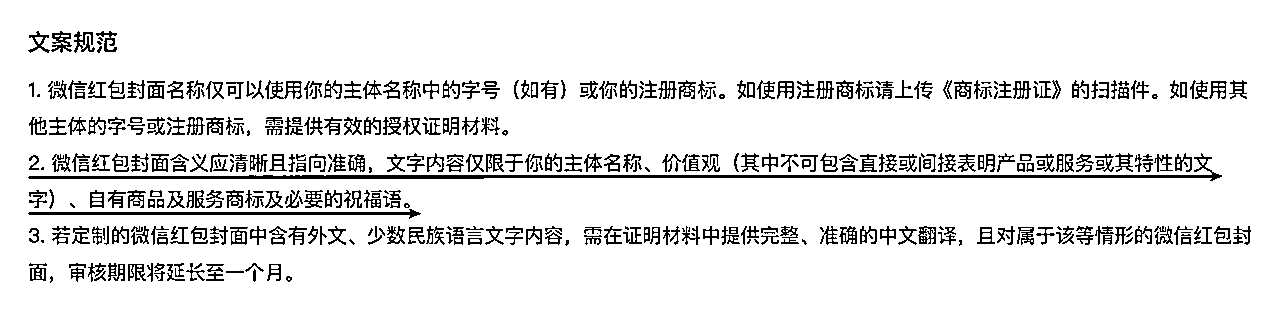 文案规范
1. 微信红包封面名称仅可以使用你的主体名称中的字号（如有）或你的注册商标。如使用注册商标请上传《商标注册证》的扫描件。如使用其
他主体的字号或注册商标，需提供有效的授权证明材料。
2. 微信红包封面含义应清晰且指向准确，文字内容仅限于你的主体名称、价值观（其中不可包含直接或间接表明产品或服务或其特性的文
字）、自有商品及服务商标及必要的祝福语。
3. 若定制的微信红包封面中含有外文、少数民族语言文字内容，需在证明材料中提供完整、准确的中文翻译，且对属于该等情形的微信红包封
面，审核期限将延长至一个月。